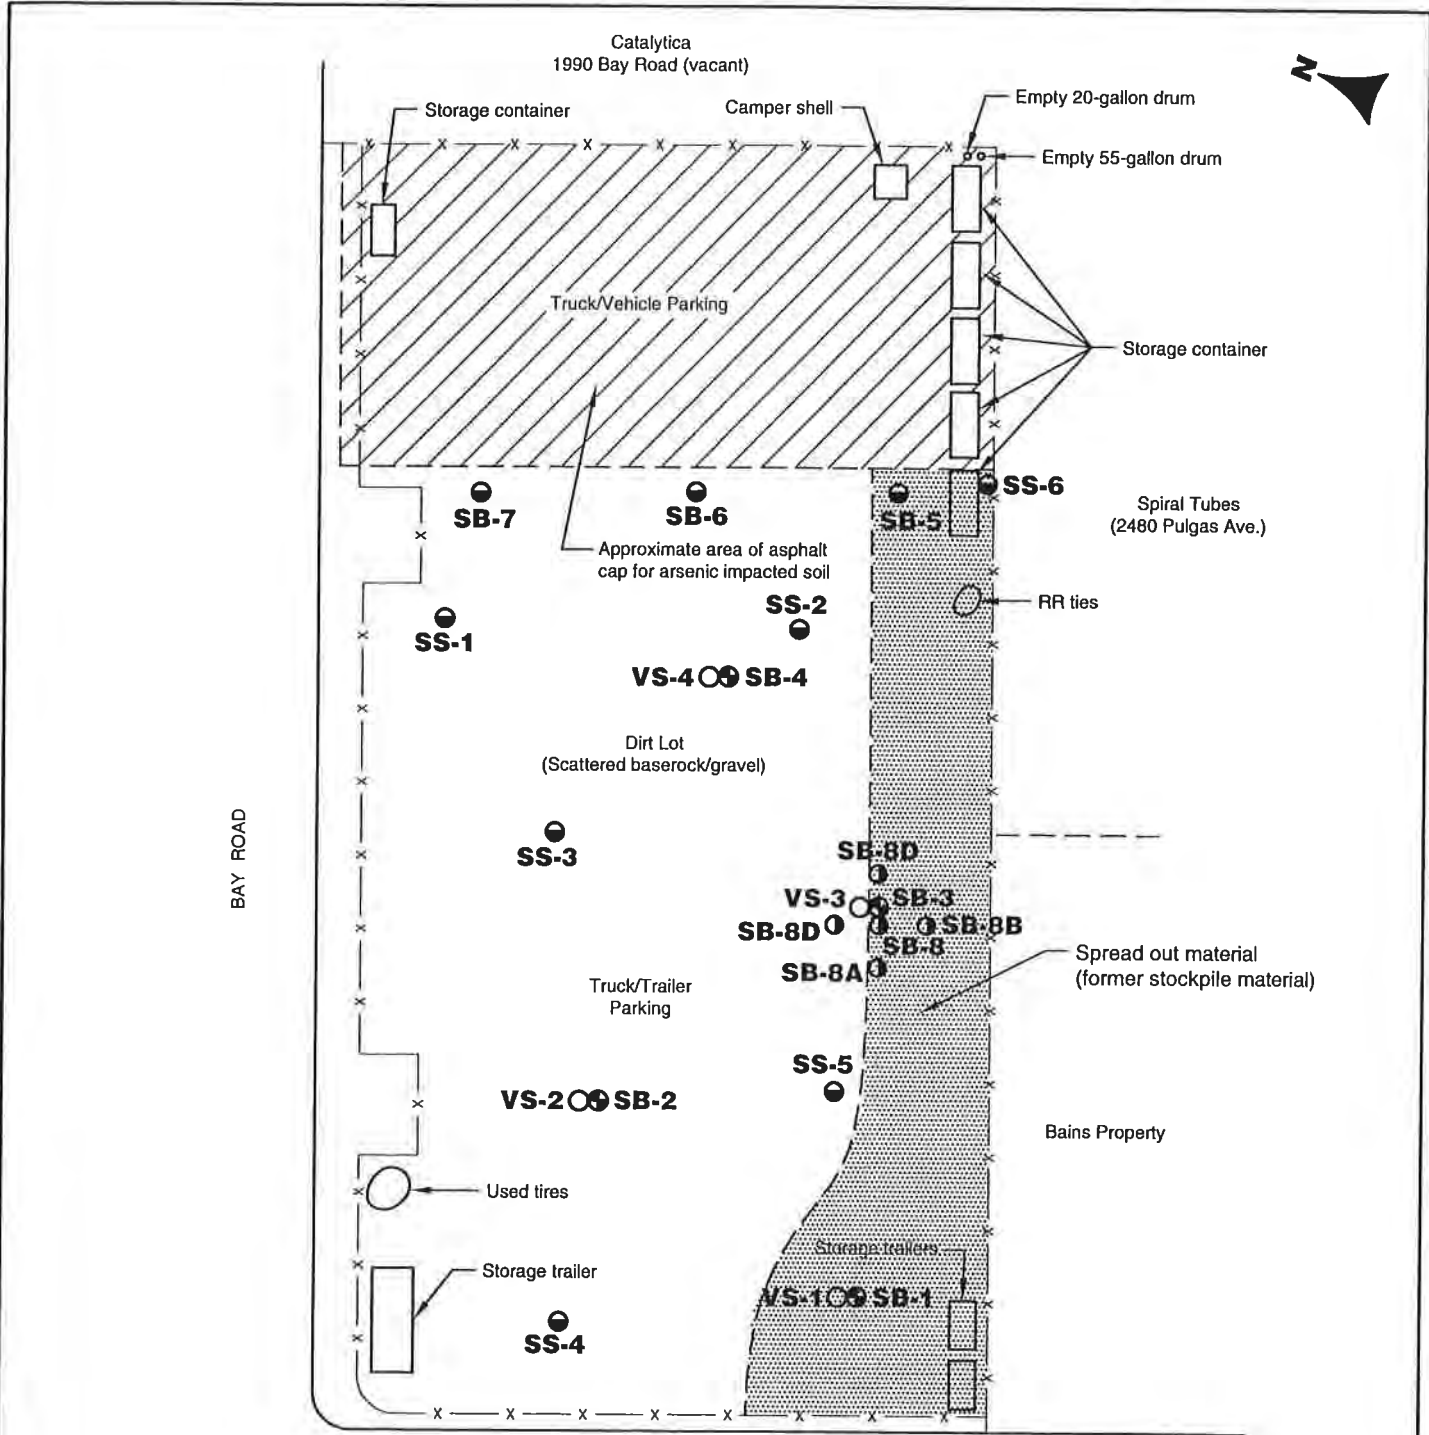 Catalytica
1990 Bay Road (vacant)
N
Storage container
Camper shell
Empty 20-gallon drum
Empty 55-gallon drum
Truck/Vehicle Parking
Storage container
SB-7
SB-6
SB-5
SS-6
Spiral Tubes
(2480 Pulgas Ave.)
Approximate area of asphalt
cap for arsenic impacted soil
RR ties
SS-1
SS-2
VS-4
SB-4
Dirt Lot
(Scattered baserock/gravel)
BAY ROAD
SS-3
SB-8D
VS-3
SB-3
SB-8D
SB-8
SB-8B
SB-8A
Spread out material
(former stockpile material)
Truck/Trailer
Parking
SS-5
VS-2
SB-2
Bains Property
Used tires
Storage trailers
Storage trailer
VS-1
SB-1
SS-4